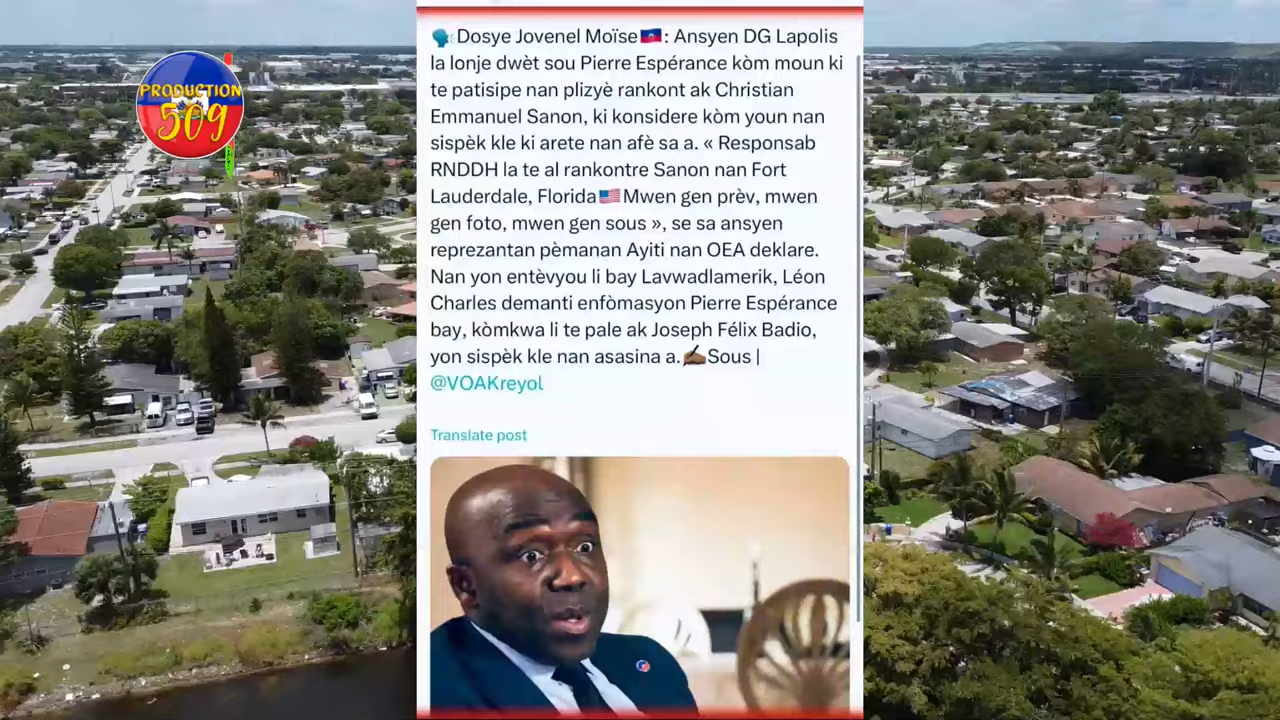 PRODUCTION
509
🗣️Dosye Jovenel Moïse🇭🇹: Ansyen DG Lapolis
la lonje dwèt sou Pierre Espérance kòm moun ki
te patisipe nan plizyè rankont ak Christian
Emmanuel Sanon, ki konsidere kòm youn nan
sispèk kle ki arete nan afè sa a. « Responsab
RNDDH la te al rankontre Sanon nan Fort
Lauderdale, Florida🇺🇸Mwen gen prèv, mwen
gen foto, mwen gen sous », se sa ansyen
reprezantan pèmanan Ayiti nan OEA deklare.
Nan yon entèvyou li bay Lavwadlamerik, Léon
Charles demanti enfòmasyon Pierre Espérance
bay, kòmkwa li te pale ak Joseph Félix Badio,
yon sispèk kle nan asasina a.✍🏾Sous |
@VOAKreyol
Translate post